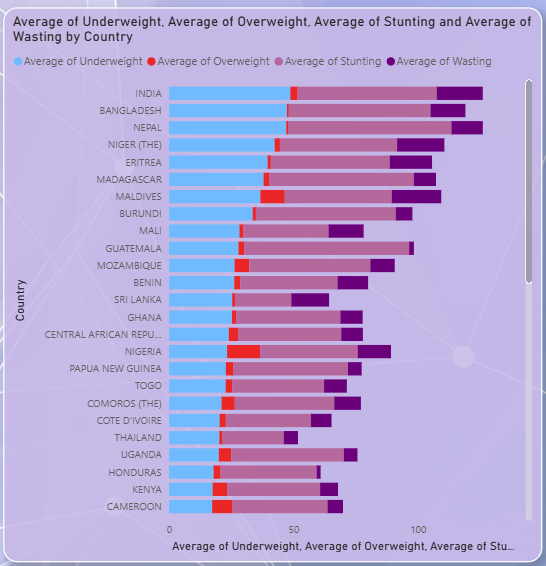 Average of Underweight, Average of Overweight, Average of Stunting and Average of
Wasting by Country
Average of Underweight Average of Overweight Average of Stunting Average of Wasting
Country
INDIA
BANGLADESH
NEPAL
NIGER (THE)
ERITREA
MADAGASCAR
MALDIVES
BURUNDI
MALI
GUATEMALA
MOZAMBIQUE
BENIN
SRI LANKA
GHANA
CENTRAL AFRICAN REPU...
NIGERIA
PAPUA NEW GUINEA
TOGO
COMOROS (THE)
COTE D'IVOIRE
THAILAND
UGANDA
HONDURAS
KENYA
CAMEROON
0 50 100
Average of Underweight, Average of Overweight, Average of Stu...